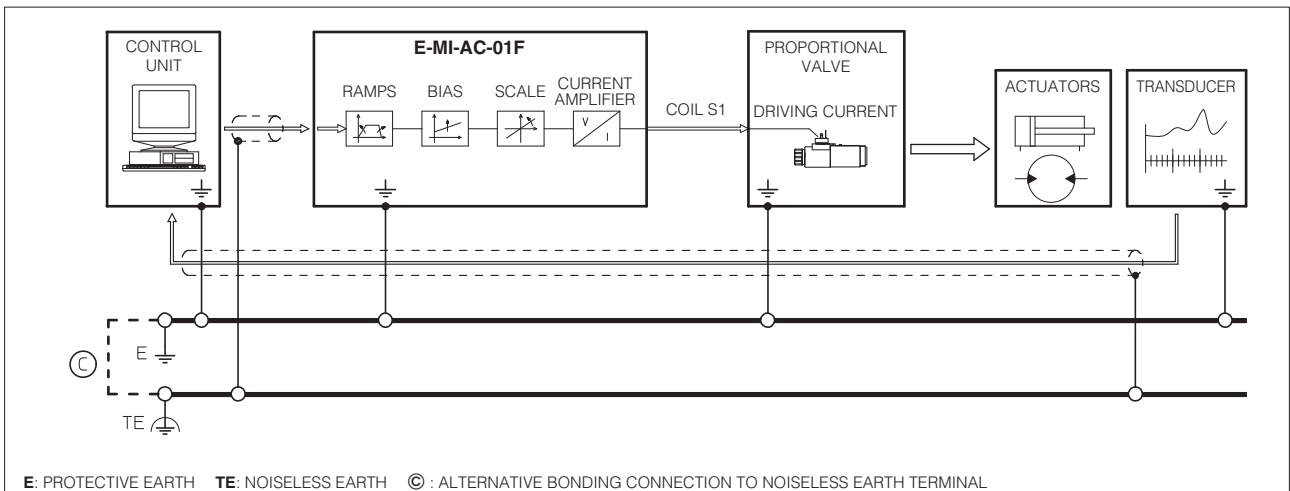 CONTROL
UNIT
E-MI-AC-01F
RAMPS BIAS SCALE CURRENT
AMPLIFIER
V
I
COIL S1
PROPORTIONAL
VALVE
DRIVING CURRENT
ACTUATORS
TRANSDUCER
E
C
TE
E: PROTECTIVE EARTH TE: NOISELESS EARTH © : ALTERNATIVE BONDING CONNECTION TO NOISELESS EARTH TERMINAL